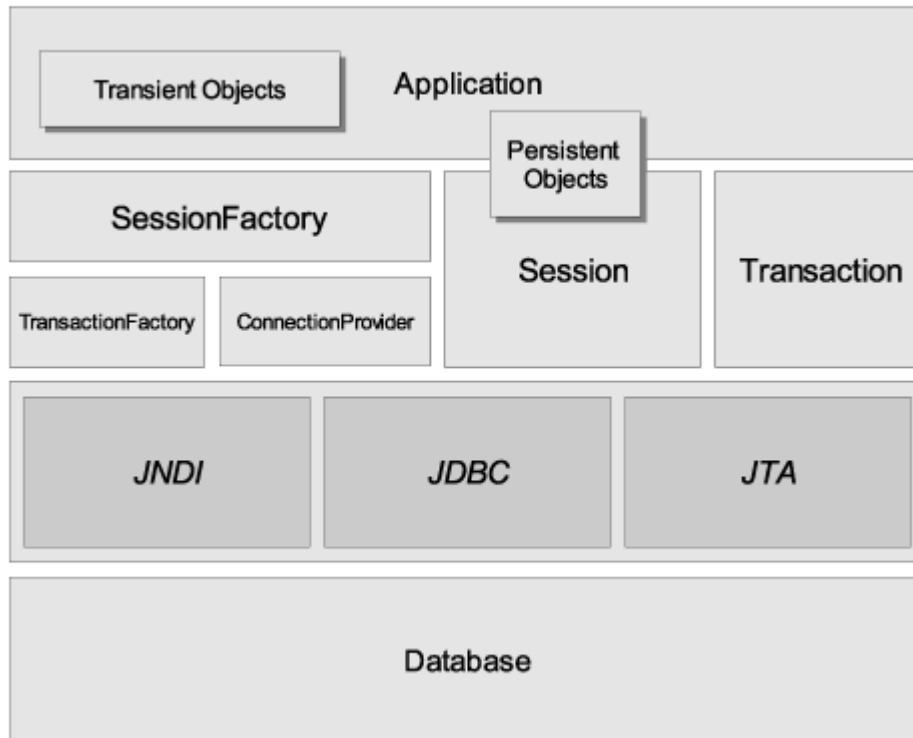 Transient Objects
Application
Persistent
Objects
SessionFactory
Session
Transaction
TransactionFactory
ConnectionProvider
JNDI
JDBC
JTA
Database